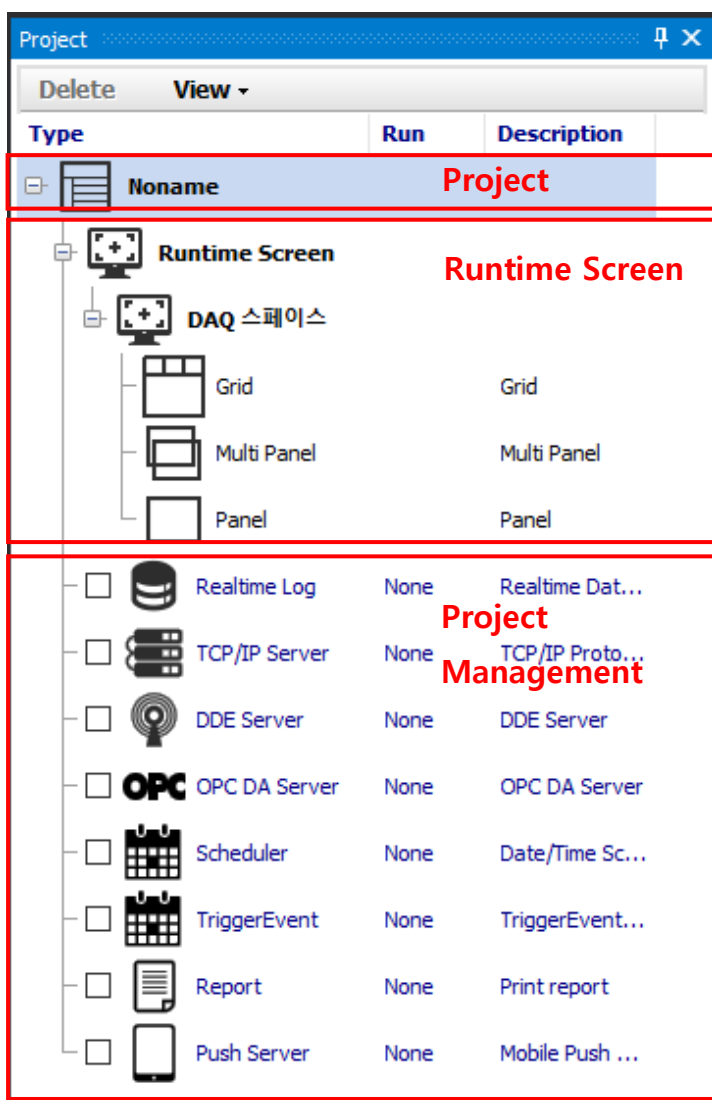 Project
Delete View
Type Run Description
Noname Project
Runtime Screen
Runtime Screen
DAQ 스페이스
Grid Grid
Multi Panel Multi Panel
Panel Panel
Realtime Log None Realtime Dat...
Project
TCP/IP Server None TCP/IP Proto...
Management
DDE Server None DDE Server
OPC OPC DA Server None OPC DA Server
Scheduler None Date/Time Sc...
TriggerEvent None TriggerEvent...
Report None Print report
Push Server None Mobile Push ...